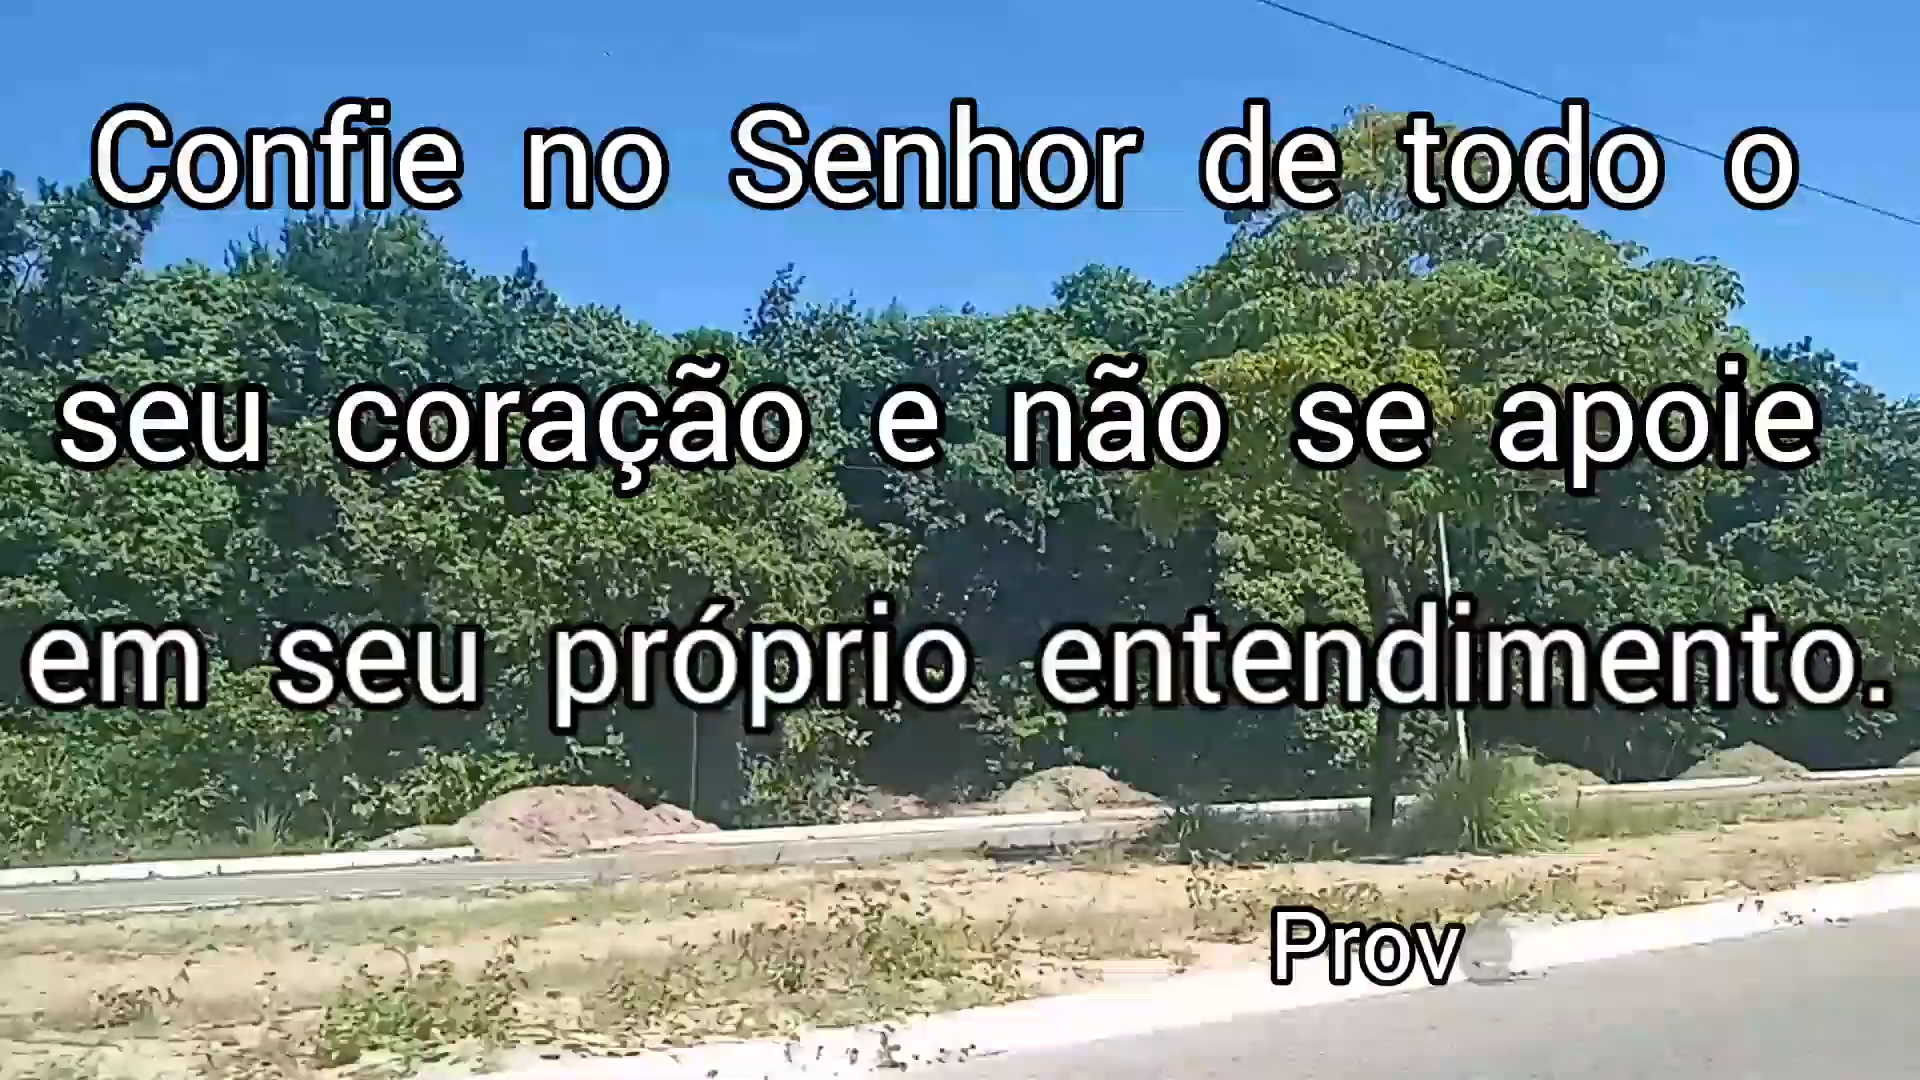 Confie no Senhor de todo o
seu coração e não se apoie
em seu próprio entendimento.
Prov